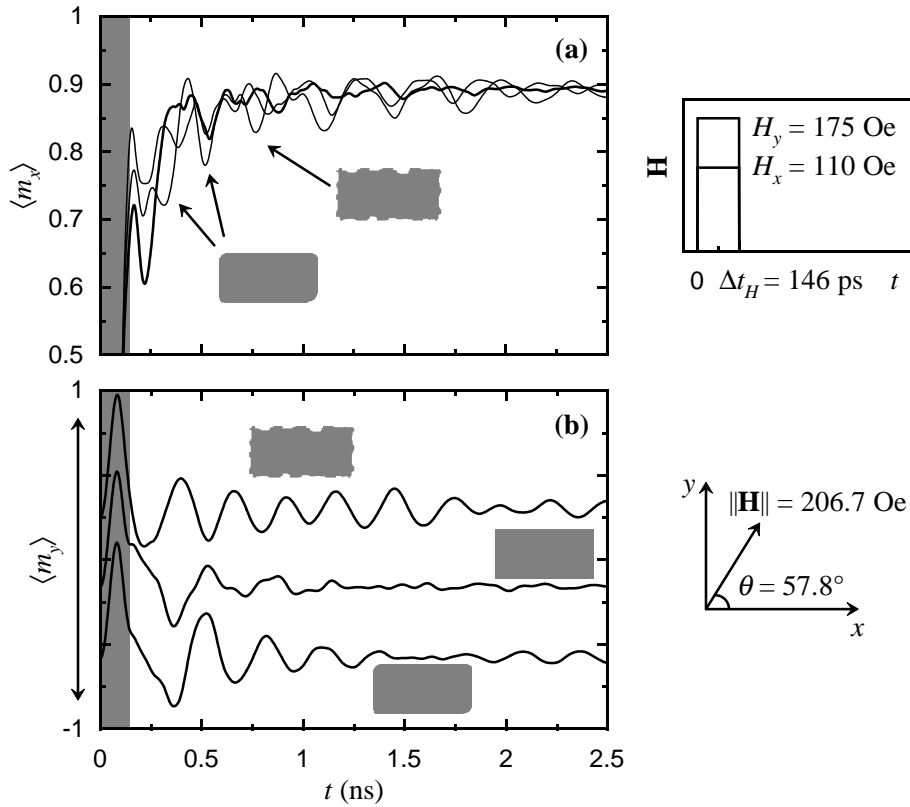 (a)
1
0.9
0.8
0.7
0.6
0.5
⟨m_x⟩
H
H_y = 175 Oe
H_x = 110 Oe
0 Δt_H = 146 ps t
(b)
1
-1
⟨m_y⟩
0 0.5 1 1.5 2 2.5
t (ns)
y
||H|| = 206.7 Oe
θ = 57.8°
x